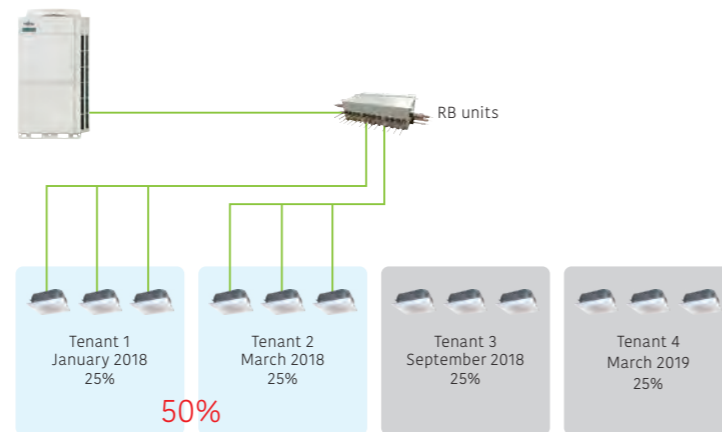 RB units
Tenant 1
January 2018
25%
Tenant 2
March 2018
25%
Tenant 3
September 2018
25%
Tenant 4
March 2019
25%
50%